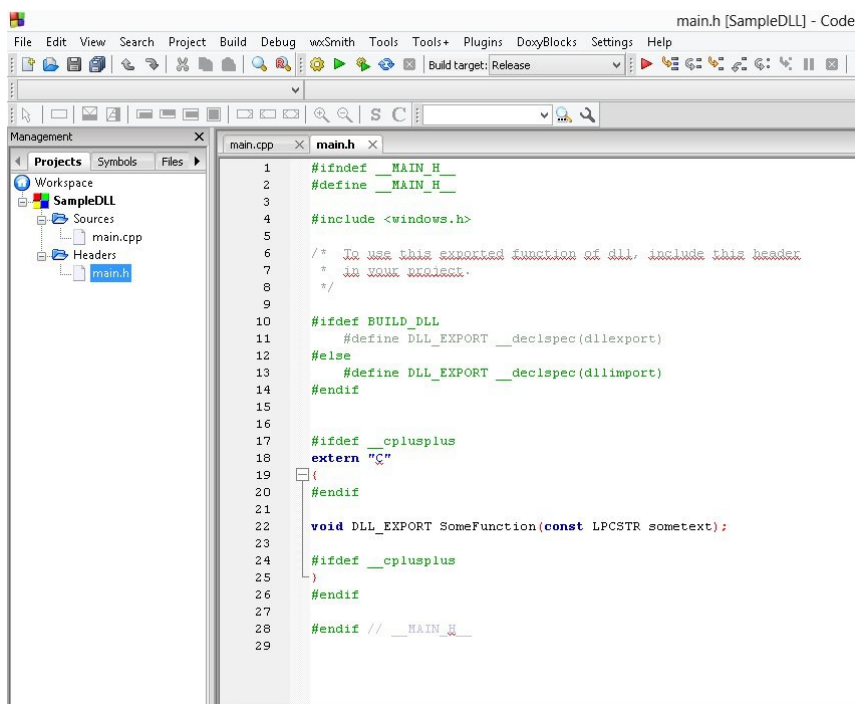 main.h [SampleDLL] - Code
File Edit View Search Project Build Debug wxSmith Tools Tools+ Plugins DoxyBlocks Settings Help
Build target: Release
S C
Management
main.cpp main.h
Projects Symbols Files
Workspace
SampleDLL
Sources
main.cpp
Headers
main.h
1 #ifndef __MAIN_H__
2 #define __MAIN_H__
3
4 #include <windows.h>
5
6 /* To use this exported function of dll, include this header
7 * in your project.
8 */
9
10 #ifdef BUILD_DLL
11 #define DLL_EXPORT __declspec(dllexport)
12 #else
13 #define DLL_EXPORT __declspec(dllimport)
14 #endif
15
16
17 #ifdef __cplusplus
18 extern "C"
19 {
20 #endif
21
22 void DLL_EXPORT SomeFunction(const LPCSTR sometext);
23
24 #ifdef __cplusplus
25 }
26 #endif
27
28 #endif // __MAIN_H__
29